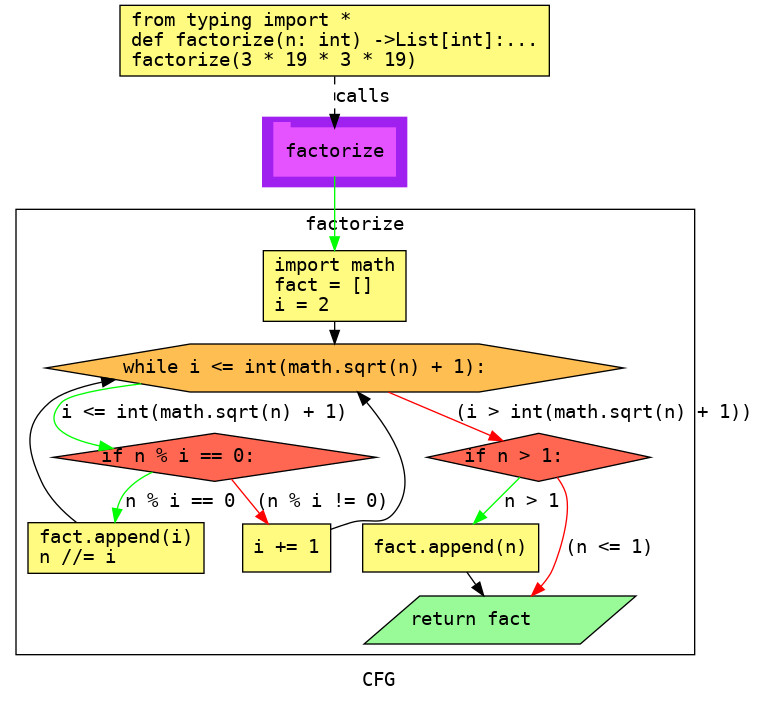 from typing import *
def factorize(n: int) ->List[int]:...
factorize(3 * 19 * 3 * 19)
calls
factorize
factorize
import math
fact = []
i = 2
while i <= int(math.sqrt(n) + 1):
i <= int(math.sqrt(n) + 1)
(i > int(math.sqrt(n) + 1))
if n % i == 0:
if n > 1:
n % i == 0
(n % i != 0)
n > 1
fact.append(i)
n //= i
i += 1
fact.append(n)
(n <= 1)
return fact
CFG